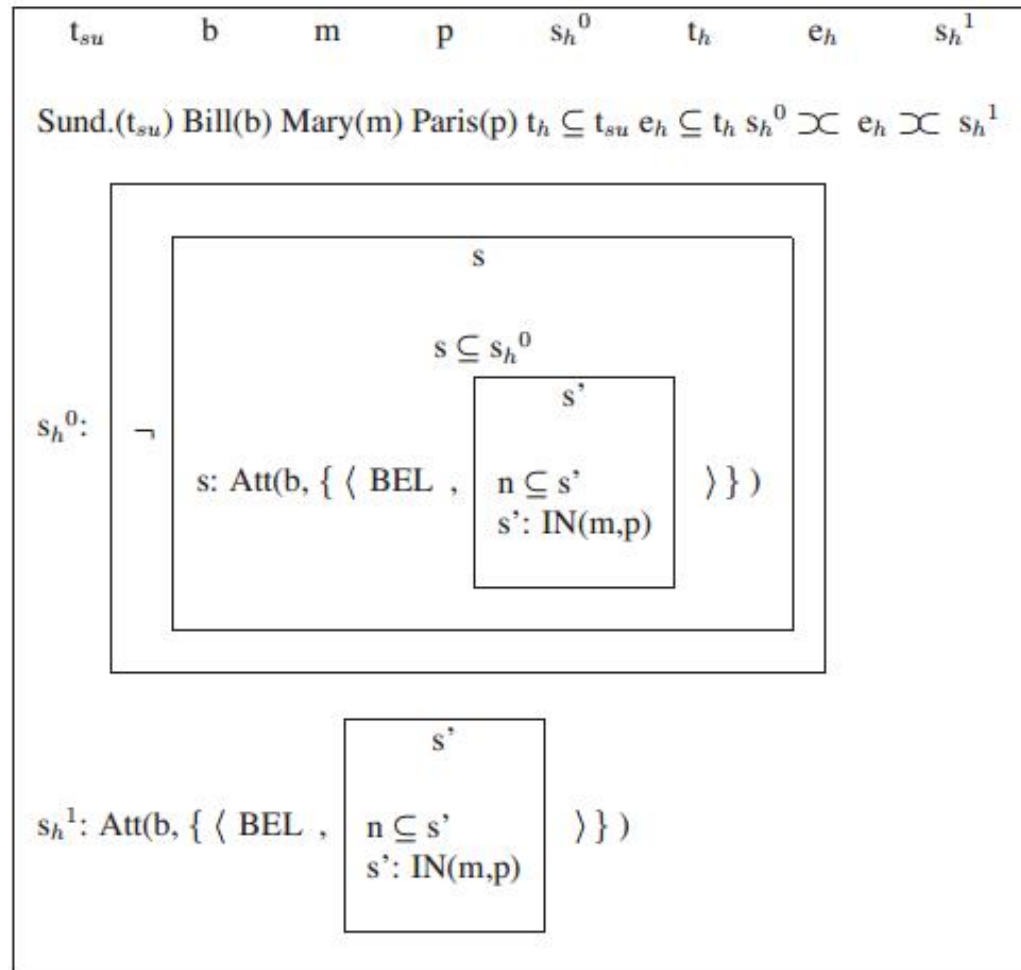 t_su b m p s_h^0 t_h e_h s_h^1
Sund.(t_su) Bill(b) Mary(m) Paris(p) t_h ⊆ t_su e_h ⊆ t_h s_h^0 ⊃⊂ e_h ⊃⊂ s_h^1
s
s ⊆ s_h^0
s'
s_h^0: ¬
s: Att(b, { ⟨ BEL , n ⊆ s' ⟩ } )
s': IN(m,p)
s'
s_h^1: Att(b, { ⟨ BEL , n ⊆ s' ⟩ } )
s': IN(m,p)